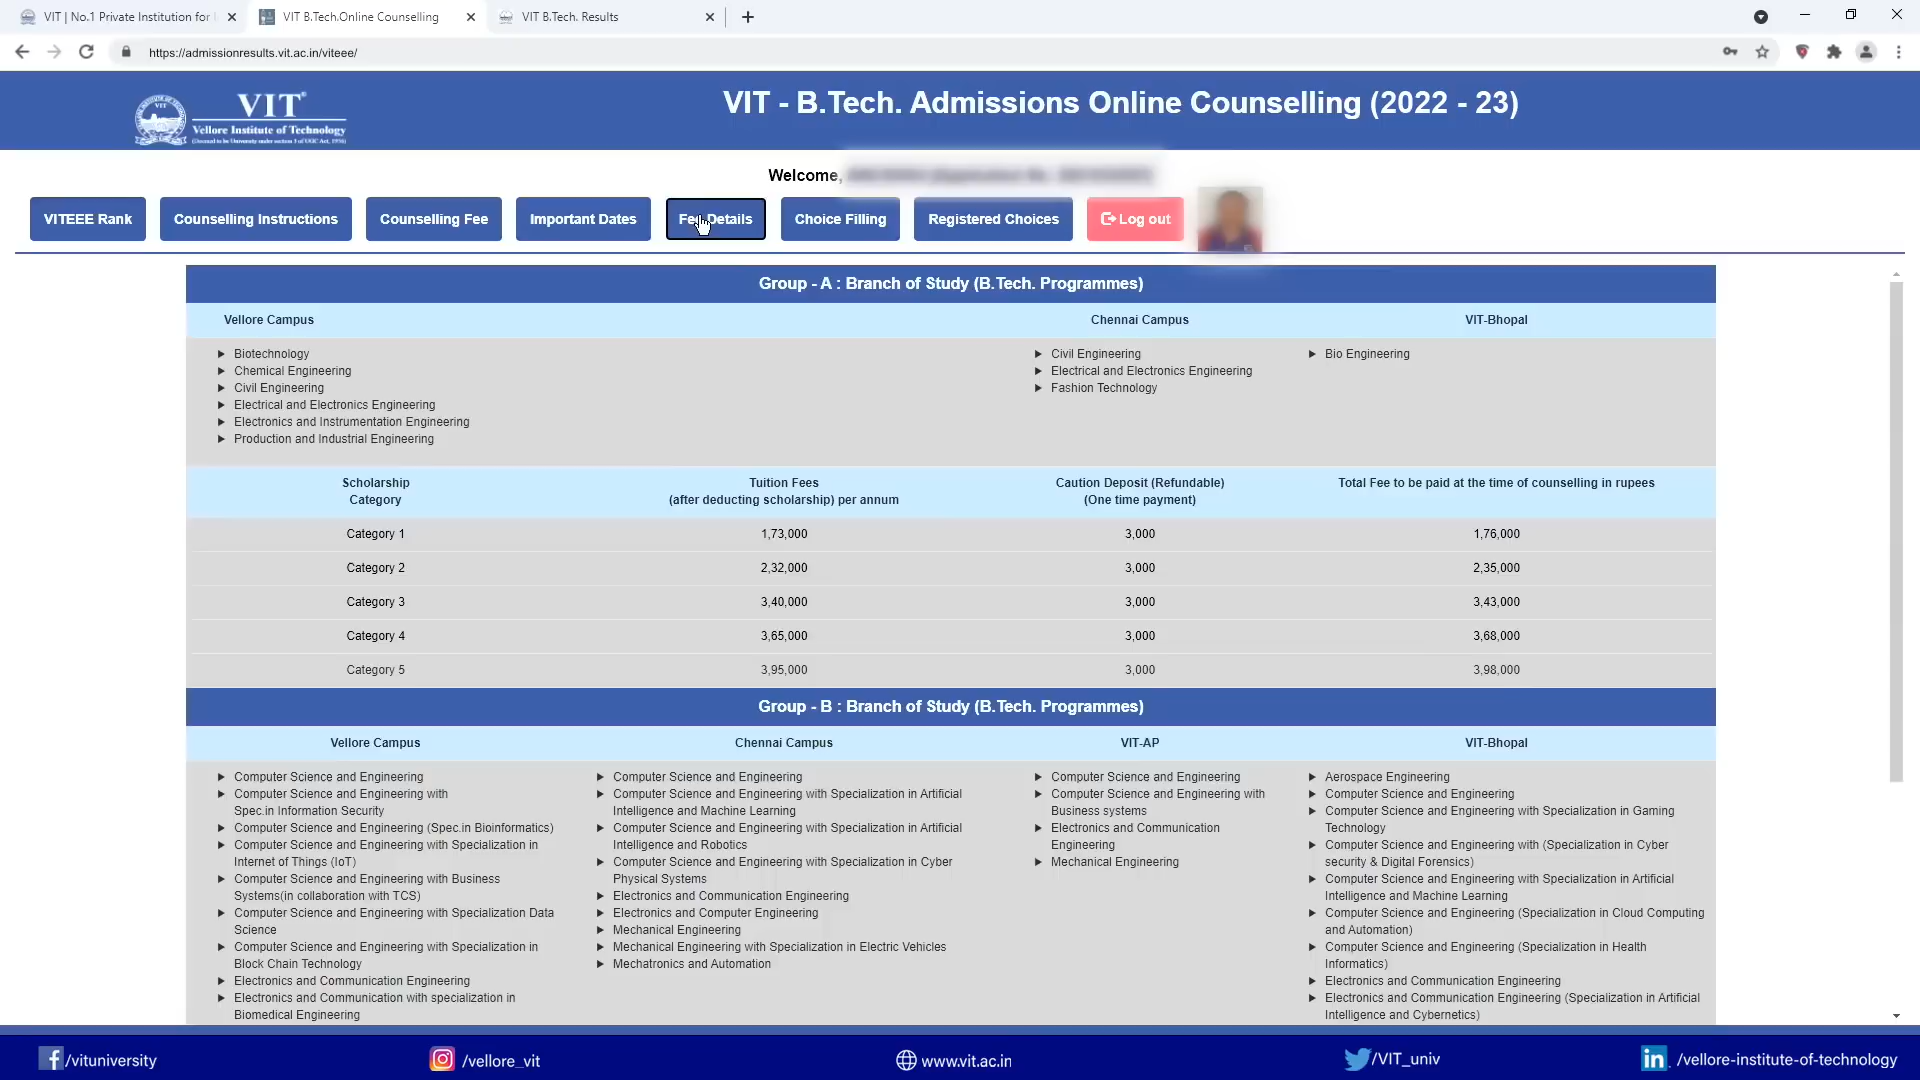 VIT | No.1 Private Institution for I
VIT B.Tech.Online Counselling
VIT B.Tech. Results
https://admissionresults.vit.ac.in/viteee/
VIT
Vellore Institute of Technology
(Deemed to be University under section 3 of UGC Act, 1956)
VIT - B.Tech. Admissions Online Counselling (2022 - 23)
Welcome,
VITEEE Rank
Counselling Instructions
Counselling Fee
Important Dates
Fee Details
Choice Filling
Registered Choices
Log out
Group - A : Branch of Study (B.Tech. Programmes)
Vellore Campus
Chennai Campus
VIT-Bhopal
Biotechnology
Chemical Engineering
Civil Engineering
Electrical and Electronics Engineering
Electronics and Instrumentation Engineering
Production and Industrial Engineering
Civil Engineering
Electrical and Electronics Engineering
Fashion Technology
Bio Engineering
Scholarship
Category
Tuition Fees
(after deducting scholarship) per annum
Caution Deposit (Refundable)
(One time payment)
Total Fee to be paid at the time of counselling in rupees
Category 1 1,73,000 3,000 1,76,000
Category 2 2,32,000 3,000 2,35,000
Category 3 3,40,000 3,000 3,43,000
Category 4 3,65,000 3,000 3,68,000
Category 5 3,95,000 3,000 3,98,000
Group - B : Branch of Study (B.Tech. Programmes)
Vellore Campus
Chennai Campus
VIT-AP
VIT-Bhopal
Computer Science and Engineering
Computer Science and Engineering with
Spec.in Information Security
Computer Science and Engineering (Spec.in Bioinformatics)
Computer Science and Engineering with Specialization in
Internet of Things (IoT)
Computer Science and Engineering with Business
Systems(in collaboration with TCS)
Computer Science and Engineering with Specialization Data
Science
Computer Science and Engineering with Specialization in
Block Chain Technology
Electronics and Communication Engineering
Electronics and Communication with specialization in
Biomedical Engineering
Computer Science and Engineering
Computer Science and Engineering with Specialization in Artificial
Intelligence and Machine Learning
Computer Science and Engineering with Specialization in Artificial
Intelligence and Robotics
Computer Science and Engineering with Specialization in Cyber
Physical Systems
Electronics and Communication Engineering
Electronics and Computer Engineering
Mechanical Engineering
Mechanical Engineering with Specialization in Electric Vehicles
Mechatronics and Automation
Computer Science and Engineering
Computer Science and Engineering with
Business systems
Electronics and Communication
Engineering
Mechanical Engineering
Aerospace Engineering
Computer Science and Engineering
Computer Science and Engineering with Specialization in Gaming
Technology
Computer Science and Engineering with (Specialization in Cyber
security & Digital Forensics)
Computer Science and Engineering with Specialization in Artificial
Intelligence and Machine Learning
Computer Science and Engineering (Specialization in Cloud Computing
and Automation)
Computer Science and Engineering (Specialization in Health
Informatics)
Electronics and Communication Engineering
Electronics and Communication Engineering (Specialization in Artificial
Intelligence and Cybernetics)
/vituniversity
/vellore_vit
www.vit.ac.in
/VIT_univ
/vellore-institute-of-technology